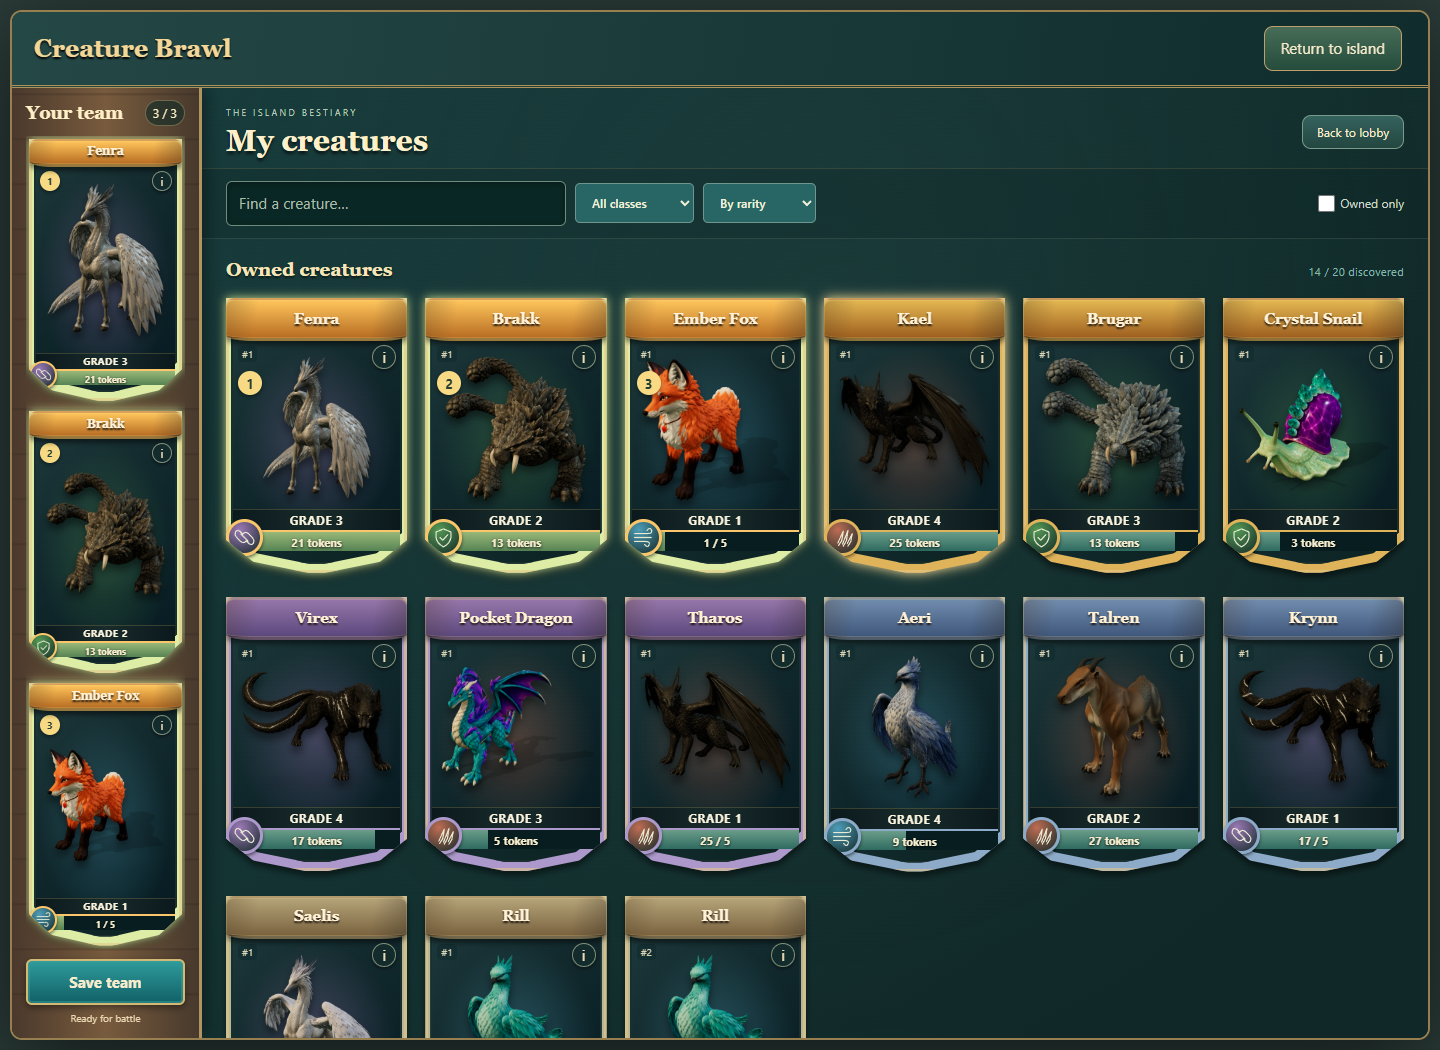 Creature Brawl
Return to island
Your team
3 / 3
Fenra
1
i
GRADE 3
21 tokens
Brakk
2
i
GRADE 2
13 tokens
Ember Fox
3
i
GRADE 1
1 / 5
Save team
Ready for battle
THE ISLAND BESTIARY
My creatures
Back to lobby
Find a creature...
All classes
By rarity
Owned only
Owned creatures
14 / 20 discovered
Fenra
#1
i
1
GRADE 3
21 tokens
Brakk
#1
i
2
GRADE 2
13 tokens
Ember Fox
#1
i
3
GRADE 1
1 / 5
Kael
#1
i
GRADE 4
25 tokens
Brugar
#1
i
GRADE 3
13 tokens
Crystal Snail
#1
i
GRADE 2
3 tokens
Virex
#1
i
GRADE 4
17 tokens
Pocket Dragon
#1
i
GRADE 3
5 tokens
Tharos
#1
i
GRADE 1
25 / 5
Aeri
#1
i
GRADE 4
9 tokens
Talren
#1
i
GRADE 2
27 tokens
Krynn
#1
i
GRADE 1
17 / 5
Saelis
#1
i
Rill
#1
i
Rill
#2
i